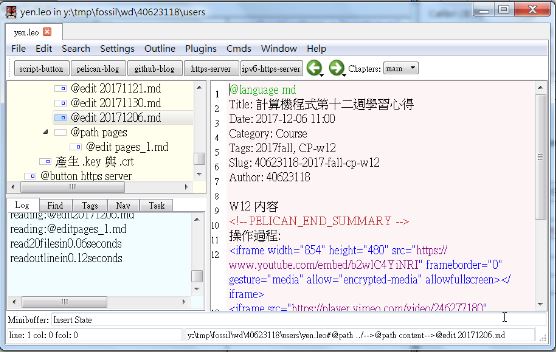 yen.leo in y:\tmp\fossil\wd\40623118\users
yen.leo
File Edit Search Settings Outline Plugins Cmds Window Help
script-button pelican-blog github-blog https-server ipv6-https-server Chapters: main
@edit 20171121.md
@edit 20171130.md
@edit 20171206.md
@path pages
@edit pages_1.md
產生 .key 與 .crt
@button https server
Log Find Tags Nav Task
reading:@edit20171206.md
reading:@editpages_1.md
read20filesin0.06seconds
readoutlinein0.12seconds
1 @language md
2 Title: 計算機程式第十二週學習心得
3 Date: 2017-12-06 11:00
4 Category: Course
5 Tags: 2017fall, CP-w12
6 Slug: 40623118-2017-fall-cp-w12
7 Author: 40623118
8
9 W12 內容
10 <!-- PELICAN_END_SUMMARY -->
11 操作過程:
12 <iframe width="854" height="480" src="https://
www.youtube.com/embed/b2wlC4YiNRI" frameborder="0"
gesture="media" allow="encrypted-media" allowfullscreen></
iframe>
<iframe src="https://player.vimeo.com/video/246277180"
Minibuffer: Insert State
line: 1 col: 0 fcol: 0 y:\tmp\fossil\wd\40623118\users\yen.leo#@path ../-->@path content-->@edit 20171206.md